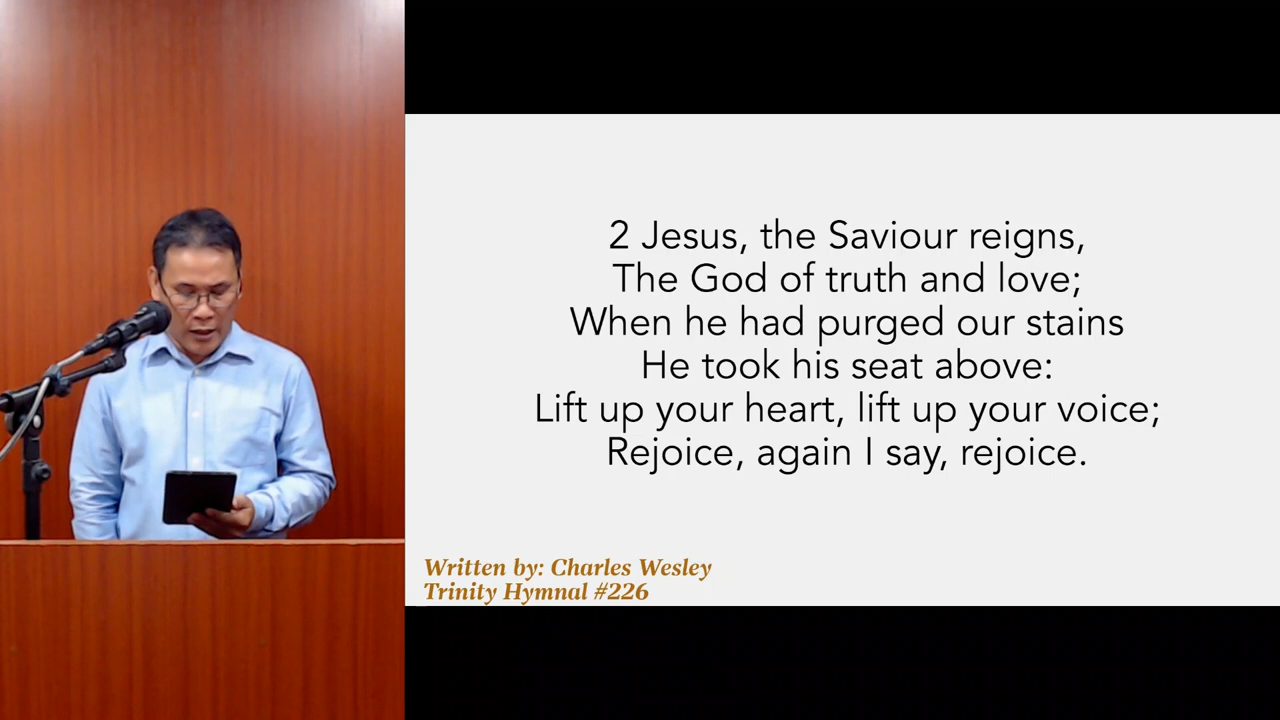 2 Jesus, the Saviour reigns,
The God of truth and love;
When he had purged our stains
He took his seat above:
Lift up your heart, lift up your voice;
Rejoice, again I say, rejoice.
Written by: Charles Wesley
Trinity Hymnal #226